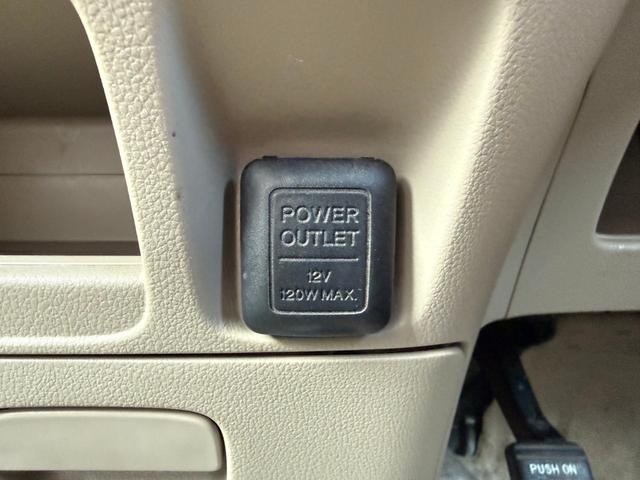 POWER
OUTLET
12V
120W MAX.
PUSH ON